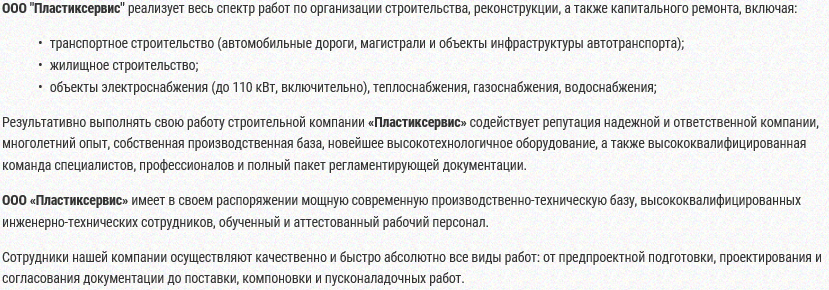 ООО "Пластиксервис" реализует весь спектр работ по организации строительства, реконструкции, а также капитального ремонта, включая:
• транспортное строительство (автомобильные дороги, магистрали и объекты инфраструктуры автотранспорта);
• жилищное строительство;
• объекты электроснабжения (до 110 кВт, включительно), теплоснабжения, газоснабжения, водоснабжения;
Результативно выполнять свою работу строительной компании «Пластиксервис» содействует репутация надежной и ответственной компании,
многолетний опыт, собственная производственная база, новейшее высокотехнологичное оборудование, а также высококвалифицированная
команда специалистов, профессионалов и полный пакет регламентирующей документации.
ООО «Пластиксервис» имеет в своем распоряжении мощную современную производственно-техническую базу, высококвалифицированных
инженерно-технических сотрудников, обученный и аттестованный рабочий персонал.
Сотрудники нашей компании осуществляют качественно и быстро абсолютно все виды работ: от предпроектной подготовки, проектирования и
согласования документации до поставки, компоновки и пусконаладочных работ.